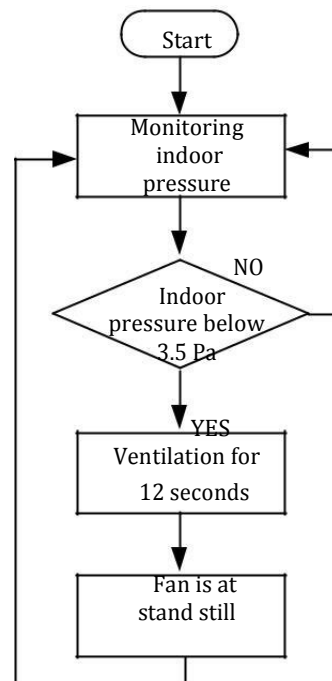 Start
Monitoring
indoor
pressure
NO
Indoor
pressure below
3.5 Pa
YES
Ventilation for
12 seconds
Fan is at
stand still